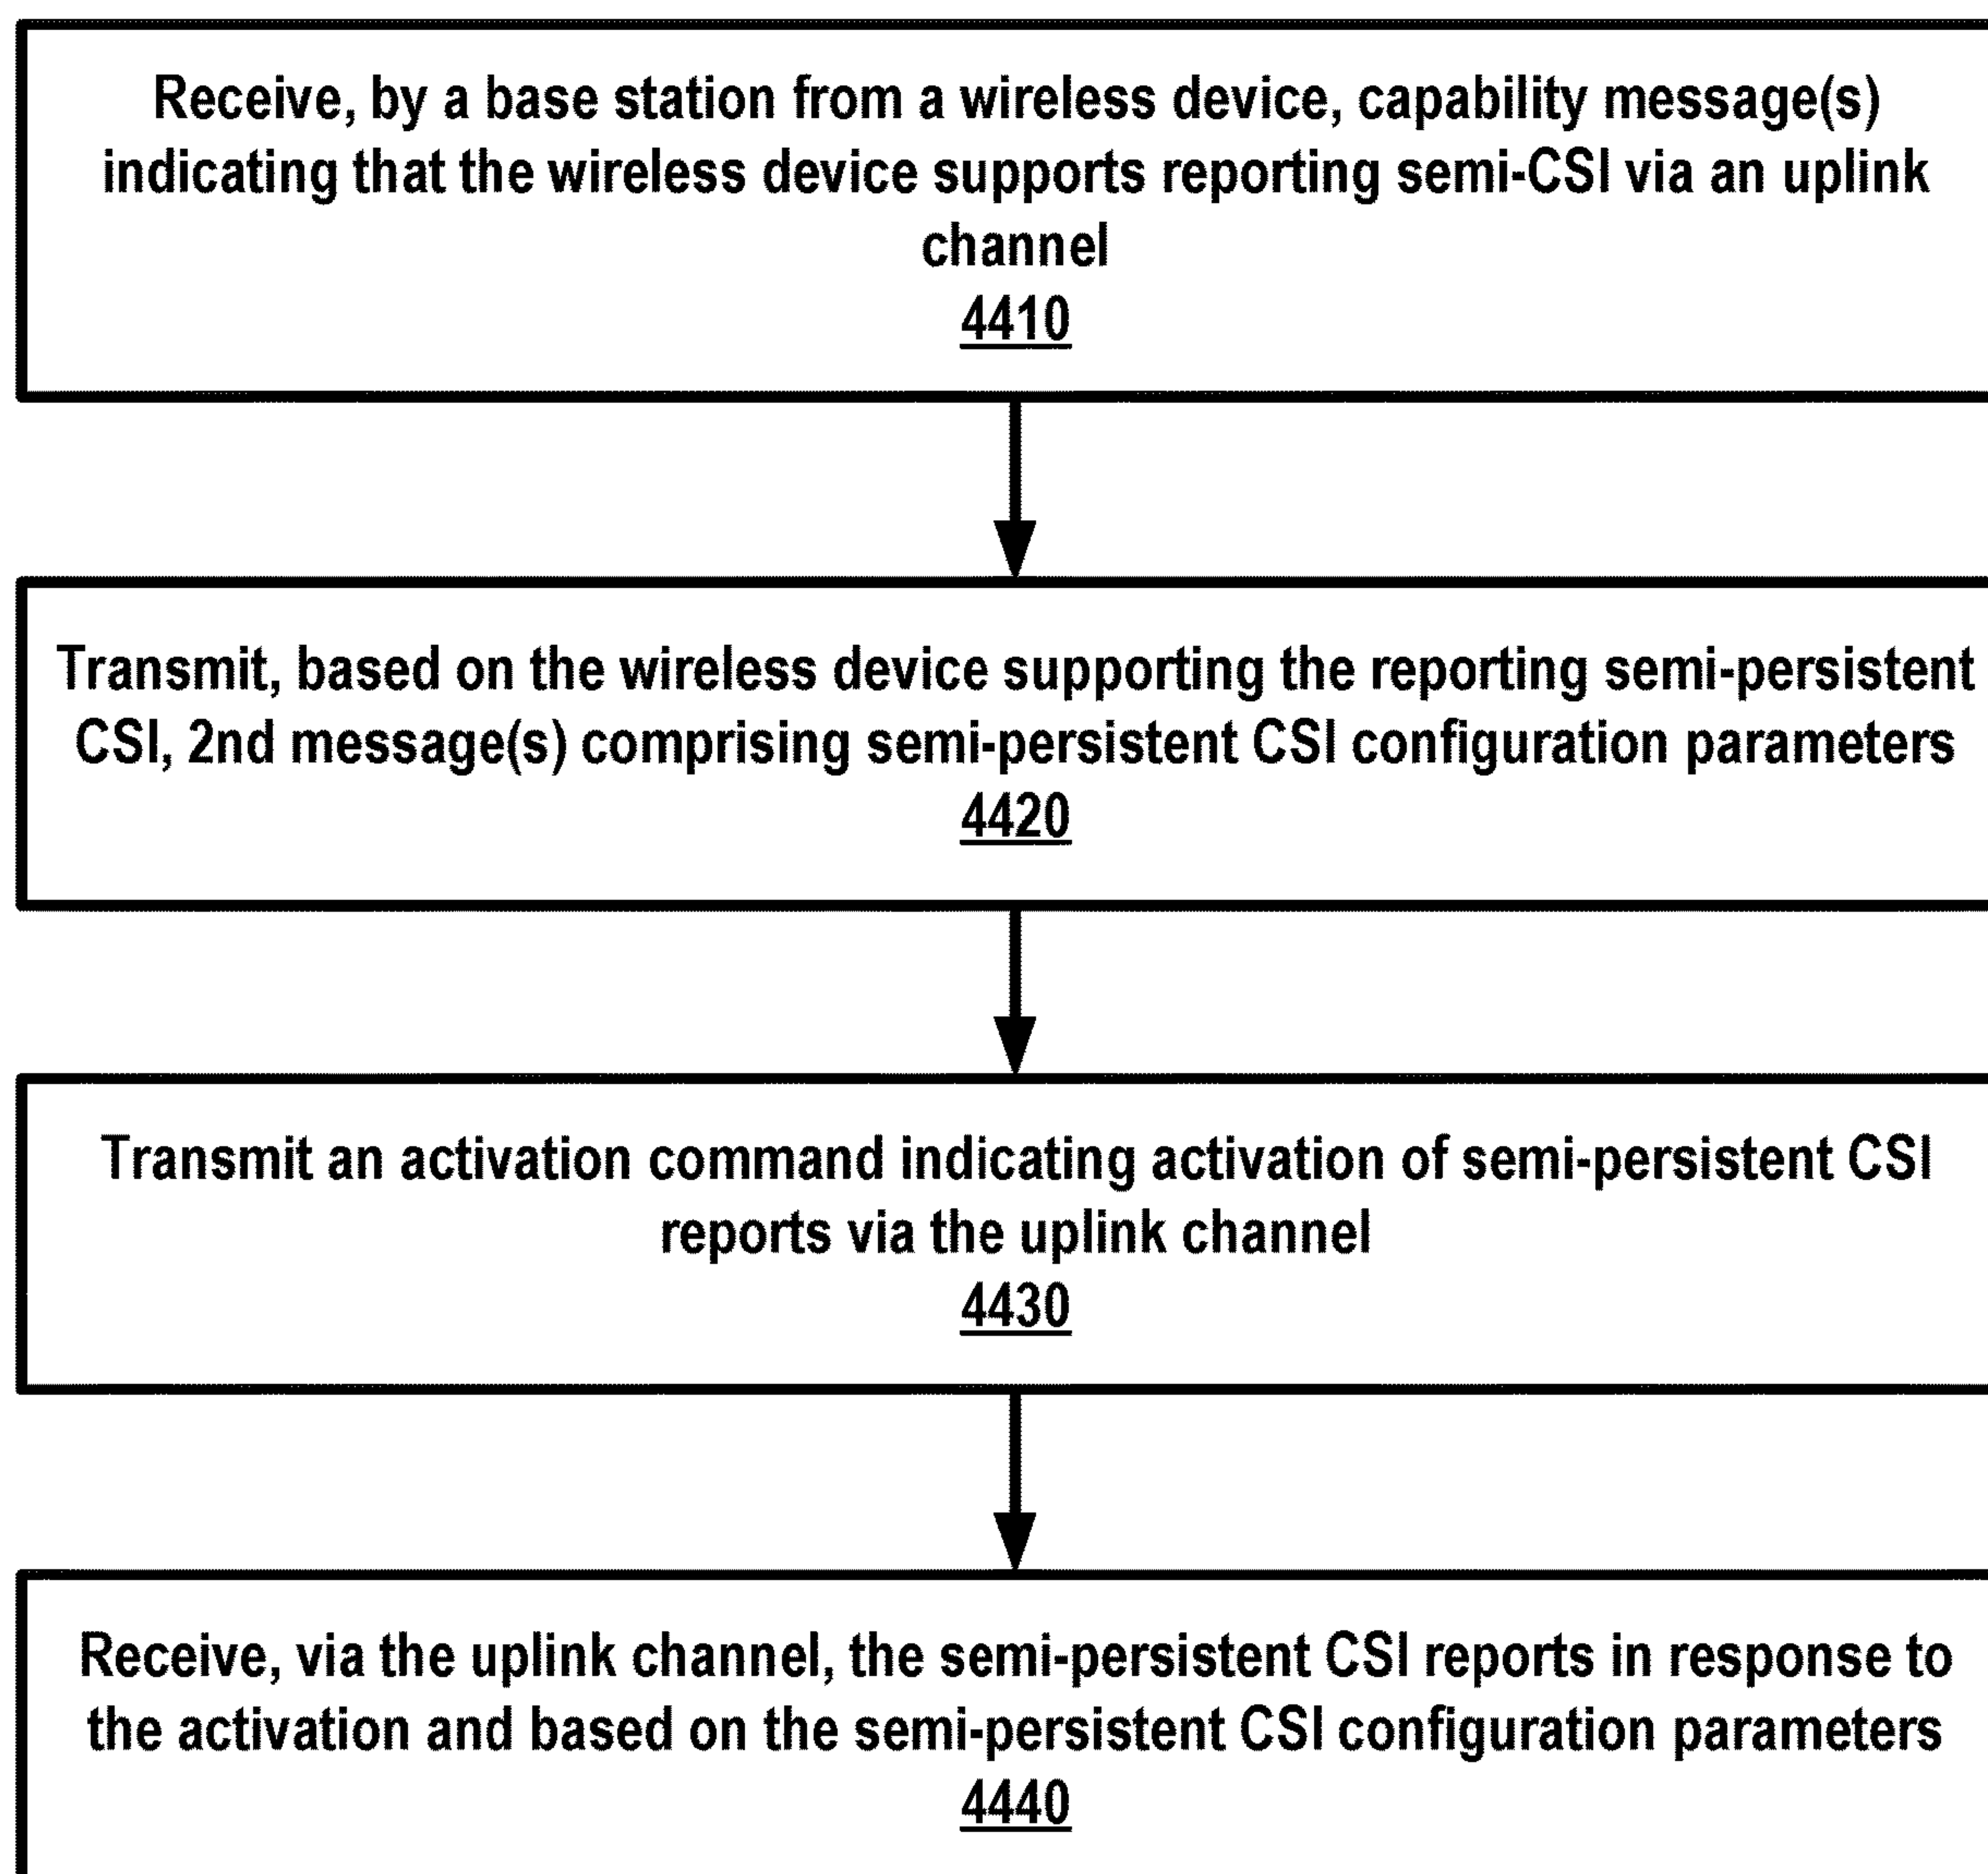 Receive, by a base station from a wireless device, capability message(s)
indicating that the wireless device supports reporting semi-CSI via an uplink
channel
4410
Transmit, based on the wireless device supporting the reporting semi-persistent
CSI, 2nd message(s) comprising semi-persistent CSI configuration parameters
4420
Transmit an activation command indicating activation of semi-persistent CSI
reports via the uplink channel
4430
Receive, via the uplink channel, the semi-persistent CSI reports in response to
the activation and based on the semi-persistent CSI configuration parameters
4440